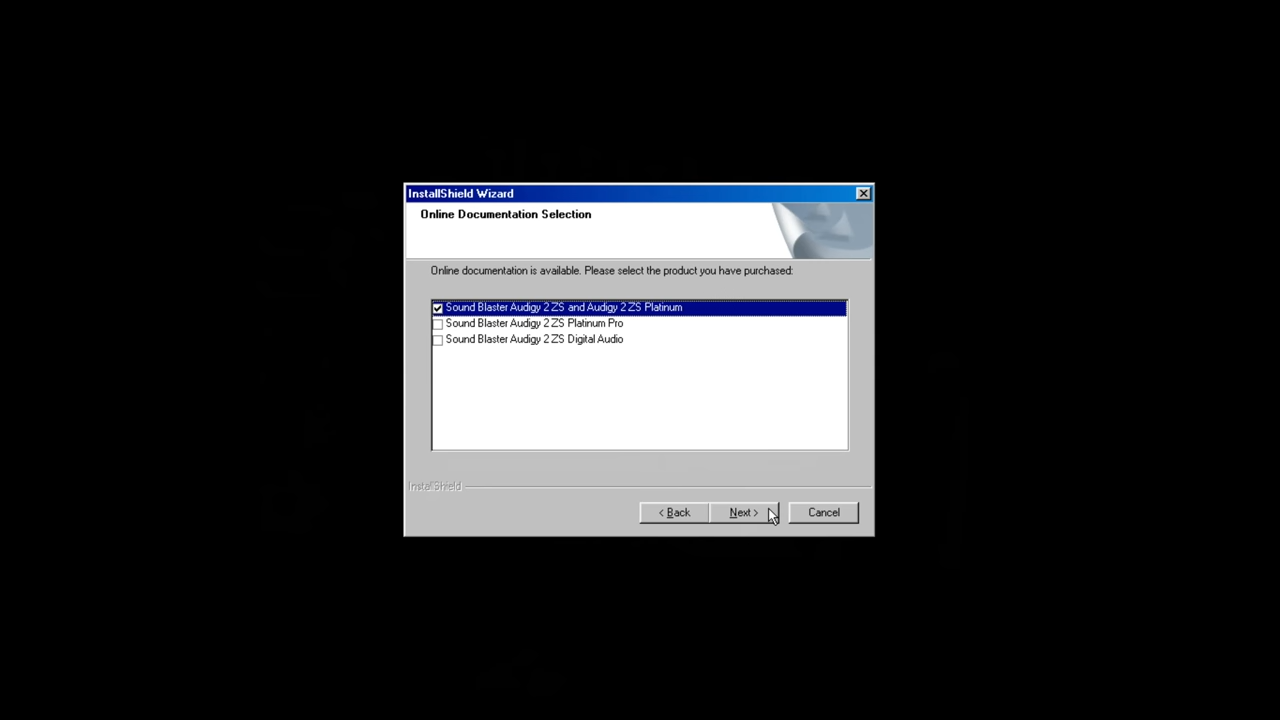 InstallShield Wizard
Online Documentation Selection
Online documentation is available. Please select the product you have purchased:
Sound Blaster Audigy 2 ZS and Audigy 2 ZS Platinum
Sound Blaster Audigy 2 ZS Platinum Pro
Sound Blaster Audigy 2 ZS Digital Audio
InstallShield
< Back Next > Cancel